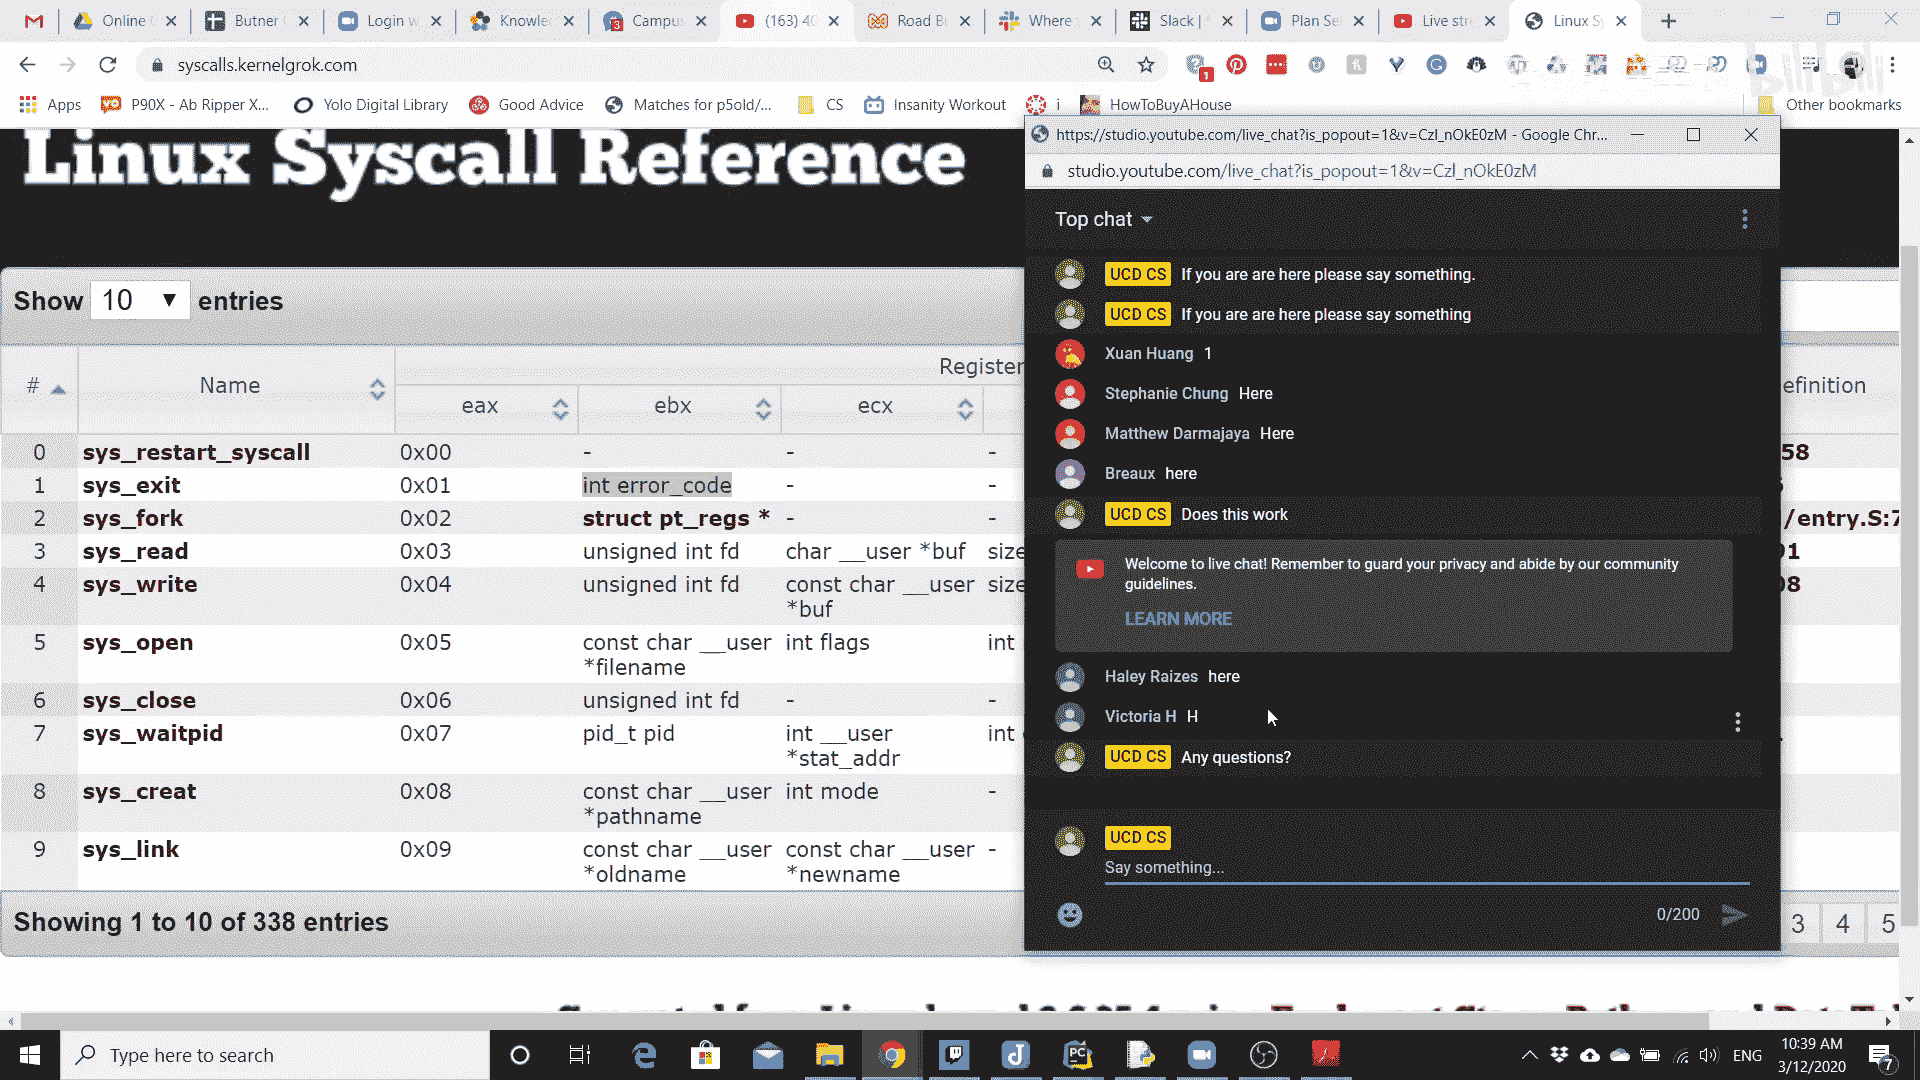 Online
Butner
Login w
Knowle
Campus
(163) 40
Road B
Where
Slack |
Plan Se
Live str
Linux S
syscalls.kernelgrok.com
Apps
P90X - Ab Ripper X...
Yolo Digital Library
Good Advice
Matches for p5old/...
CS
Insanity Workout
i
HowToBuyAHouse
Other bookmarks
Linux Syscall Reference
https://studio.youtube.com/live_chat?is_popout=1&v=Czl_nOkE0zM - Google Chr...
studio.youtube.com/live_chat?is_popout=1&v=Czl_nOkE0zM
Top chat
UCD CS If you are are here please say something.
UCD CS If you are are here please say something
Xuan Huang 1
Stephanie Chung Here
Matthew Darmajaya Here
Breaux here
UCD CS Does this work
Welcome to live chat! Remember to guard your privacy and abide by our community
guidelines.
LEARN MORE
Haley Raizes here
Victoria H H
UCD CS Any questions?
UCD CS
Say something...
0/200
Show 10 entries
# Name Register efinition
eax ebx ecx
0 sys_restart_syscall 0x00 - - - 58
1 sys_exit 0x01 int error_code - -
2 sys_fork 0x02 struct pt_regs * - - /entry.S:7
3 sys_read 0x03 unsigned int fd char __user *buf size 91
4 sys_write 0x04 unsigned int fd const char __user size 08
*buf
5 sys_open 0x05 const char __user int flags int
*filename
6 sys_close 0x06 unsigned int fd - -
7 sys_waitpid 0x07 pid_t pid int __user int
*stat_addr
8 sys_creat 0x08 const char __user int mode -
*pathname
9 sys_link 0x09 const char __user const char __user -
*oldname *newname
Showing 1 to 10 of 338 entries
3 4 5
Type here to search
ENG
10:39 AM
3/12/2020
7